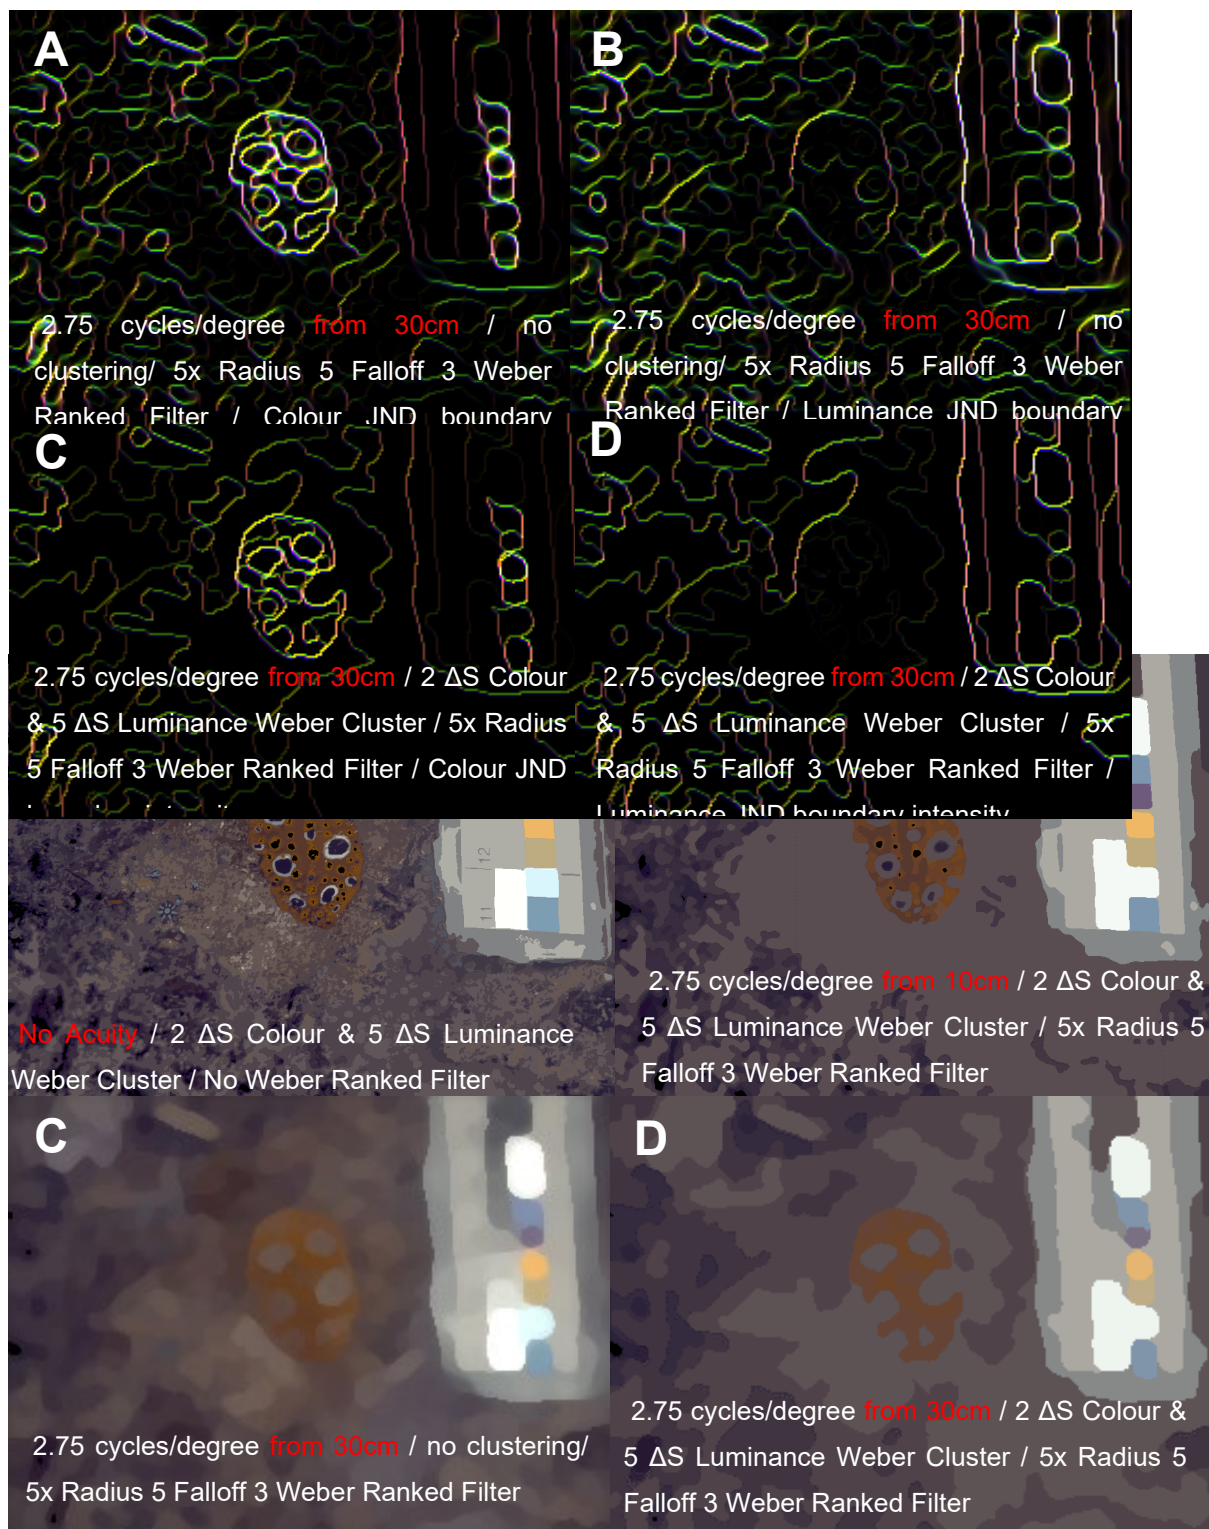 A
B
2.75 cycles/degree from 30cm / no
clustering/ 5x Radius 5 Falloff 3 Weber
Ranked Filter / Colour JND boundary
2.75 cycles/degree from 30cm / no
clustering/ 5x Radius 5 Falloff 3 Weber
Ranked Filter / Luminance JND boundary
C
D
2.75 cycles/degree from 30cm / 2 ΔS Colour
& 5 ΔS Luminance Weber Cluster / 5x Radius
5 Falloff 3 Weber Ranked Filter / Colour JND
2.75 cycles/degree from 30cm / 2 ΔS Colour
& 5 ΔS Luminance Weber Cluster / 5x
Radius 5 Falloff 3 Weber Ranked Filter /
Luminance JND boundary intensity
12
11
No Acuity / 2 ΔS Colour & 5 ΔS Luminance
Weber Cluster / No Weber Ranked Filter
2.75 cycles/degree from 10cm / 2 ΔS Colour &
5 ΔS Luminance Weber Cluster / 5x Radius 5
Falloff 3 Weber Ranked Filter
C
D
2.75 cycles/degree from 30cm / no clustering/
5x Radius 5 Falloff 3 Weber Ranked Filter
2.75 cycles/degree from 30cm / 2 ΔS Colour &
5 ΔS Luminance Weber Cluster / 5x Radius 5
Falloff 3 Weber Ranked Filter